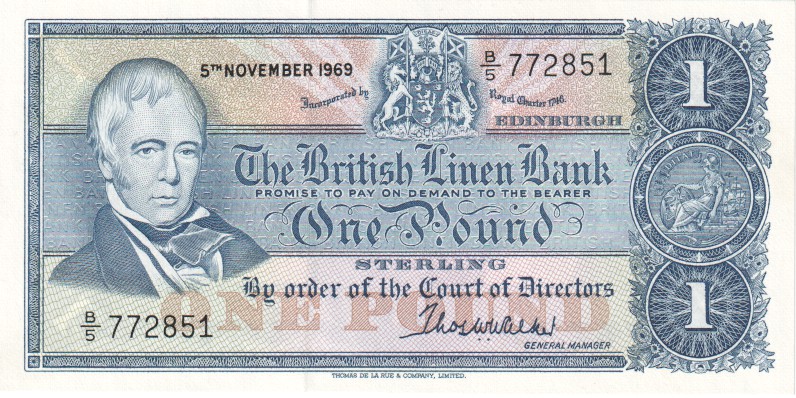 5TH NOVEMBER 1969
B/5 772851
1
Incorporated by Royal Charter 1746.
EDINBURGH
The British Linen Bank
PROMISE TO PAY ON DEMAND TO THE BEARER
One Pound
STERLING
By order of the Court of Directors
ONE POUND
B/5 772851
Thos W Walker
GENERAL MANAGER
1
THOMAS DE LA RUE & COMPANY, LIMITED.